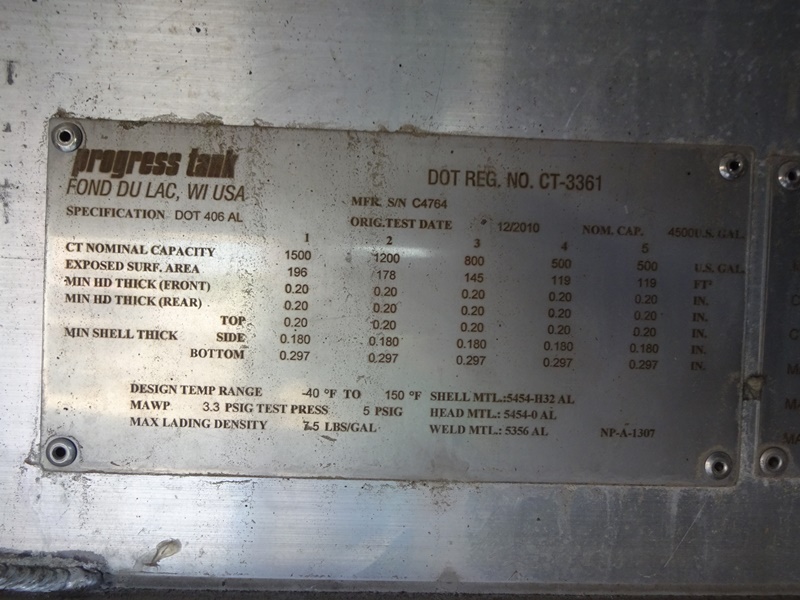 progress tank
FOND DU LAC, WI USA
DOT REG. NO. CT-3361
MFR. S/N C4764
SPECIFICATION DOT 406 AL
ORIG.TEST DATE 12/2010 NOM. CAP. 4500 U.S. GAL.
1 2 3 4 5
CT NOMINAL CAPACITY 1500 1200 800 500 500 U.S. GAL.
EXPOSED SURF. AREA 196 178 145 119 119 FT²
MIN HD THICK (FRONT) 0.20 0.20 0.20 0.20 0.20 IN.
MIN HD THICK (REAR) 0.20 0.20 0.20 0.20 0.20 IN.
TOP 0.20 0.20 0.20 0.20 0.20 IN.
MIN SHELL THICK SIDE 0.180 0.180 0.180 0.180 0.180 IN.
BOTTOM 0.297 0.297 0.297 0.297 0.297 IN.
DESIGN TEMP RANGE -40 °F TO 150 °F SHELL MTL.:5454-H32 AL
MAWP 3.3 PSIG TEST PRESS 5 PSIG HEAD MTL.: 5454-0 AL
MAX LADING DENSITY 7.5 LBS/GAL WELD MTL.: 5356 AL NP-A-1307